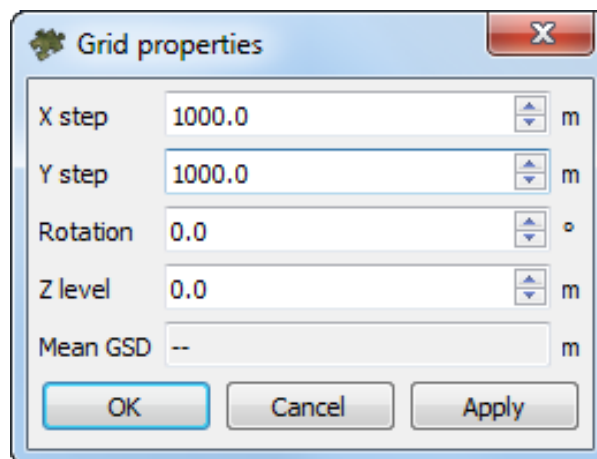 Grid properties
X step 1000.0 m
Y step 1000.0 m
Rotation 0.0 °
Z level 0.0 m
Mean GSD -- m
OK Cancel Apply